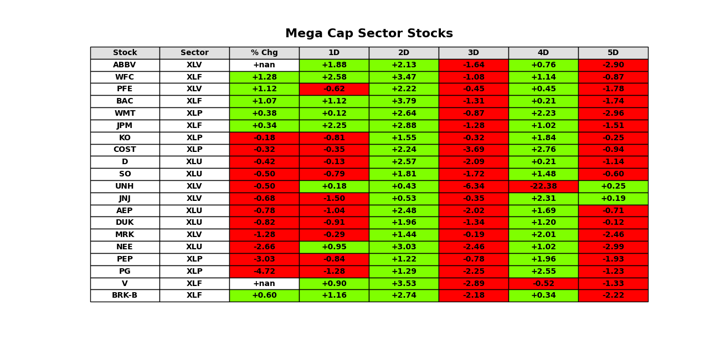 Mega Cap Sector Stocks
Stock Sector % Chg 1D 2D 3D 4D 5D
ABBV XLV +nan +1.88 +2.13 -1.64 +0.76 -2.90
WFC XLF +1.28 +2.58 +3.47 -1.08 +1.14 -0.87
PFE XLV +1.12 -0.62 +2.22 -0.45 +0.45 -1.78
BAC XLF +1.07 +1.12 +3.79 -1.31 +0.21 -1.74
WMT XLP +0.38 +0.12 +2.64 -0.87 +2.23 -2.96
JPM XLF +0.34 +2.25 +2.88 -1.28 +1.02 -1.51
KO XLP -0.18 -0.81 +1.55 -0.32 +1.84 -0.25
COST XLP -0.32 -0.35 +2.24 -3.69 +2.76 -0.94
D XLU -0.42 -0.13 +2.57 -2.09 +0.21 -1.14
SO XLU -0.50 -0.79 +1.81 -1.72 +1.48 -0.60
UNH XLV -0.50 +0.18 +0.43 -6.34 -22.38 +0.25
JNJ XLV -0.68 -1.50 +0.53 -0.35 +2.31 +0.19
AEP XLU -0.78 -1.04 +2.48 -2.02 +1.69 -0.71
DUK XLU -0.82 -0.91 +1.96 -1.34 +1.20 -0.12
MRK XLV -1.28 -0.29 +1.44 -0.19 +2.01 -2.46
NEE XLU -2.66 +0.95 +3.03 -2.46 +1.02 -2.99
PEP XLP -3.03 -0.84 +1.22 -0.78 +1.96 -1.93
PG XLP -4.72 -1.28 +1.29 -2.25 +2.55 -1.23
V XLF +nan +0.90 +3.53 -2.89 -0.52 -1.33
BRK-B XLF +0.60 +1.16 +2.74 -2.18 +0.34 -2.22